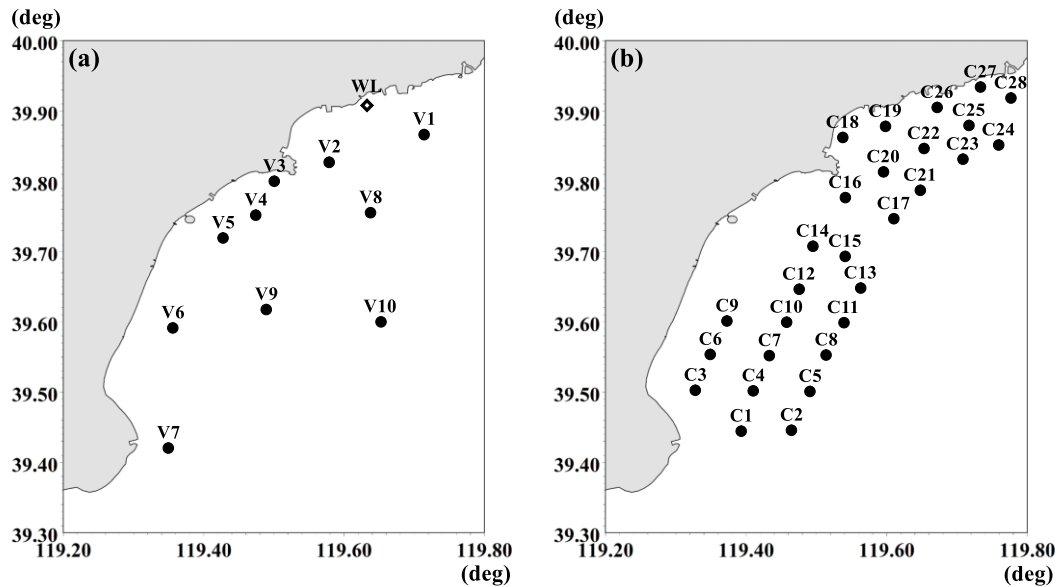 (deg)
(a)
40.00
39.90
39.80
39.70
39.60
39.50
39.40
39.30
119.20
119.40
119.60
119.80
(deg)
WL
V1
V2
V3
V8
V4
V5
V9
V10
V6
V7
(deg)
(b)
40.00
39.90
39.80
39.70
39.60
39.50
39.40
39.30
119.20
119.40
119.60
119.80
(deg)
C27
C28
C26
C19
C18
C25
C24
C22
C23
C20
C21
C16
C17
C14
C15
C12
C13
C9
C10
C11
C6
C7
C8
C3
C4
C5
C1
C2